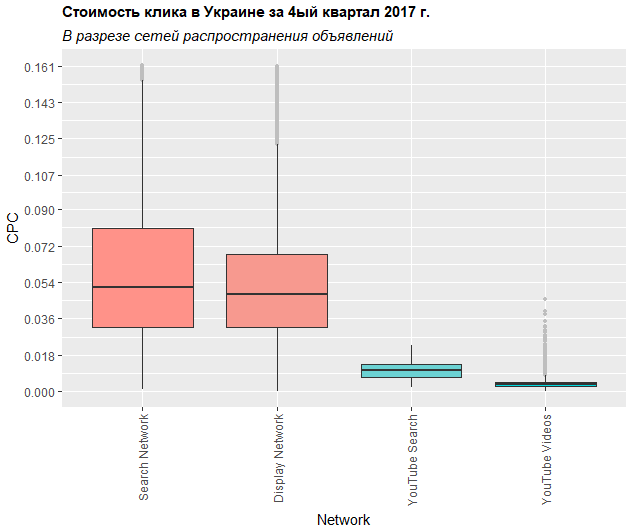 Стоимость клика в Украине за 4ый квартал 2017 г.
В разрезе сетей распространения объявлений
0.161
0.143
0.125
0.107
0.090
0.072
0.054
0.036
0.018
0.000
CPC
Search Network
Display Network
YouTube Search
YouTube Videos
Network